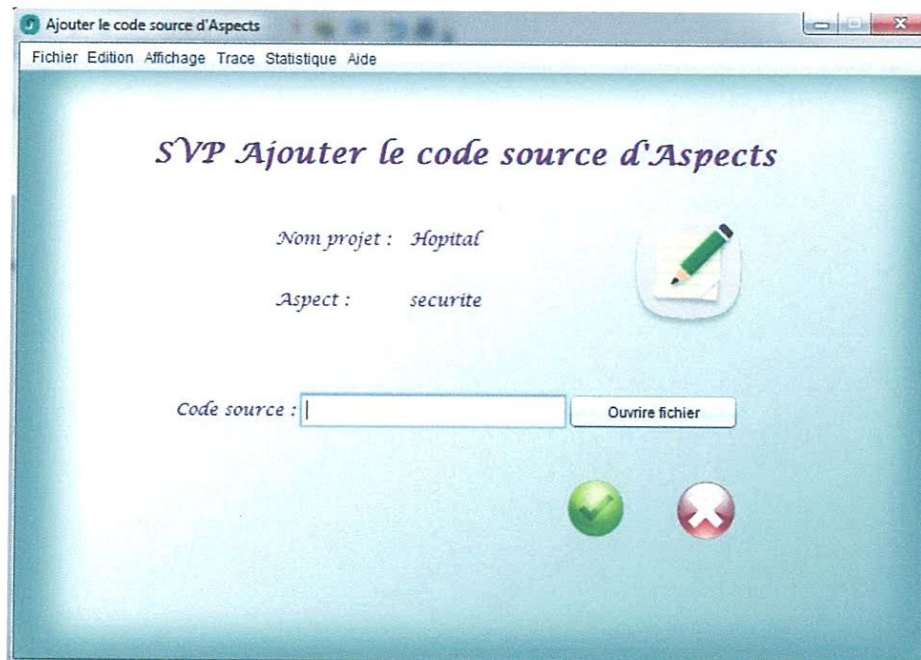 Ajouter le code source d'Aspects
Fichier Edition Affichage Trace Statistique Aide
SVP Ajouter le code source d'Aspects
Nom projet : Hopital
Aspect : securite
Code source :
Ouvrire fichier